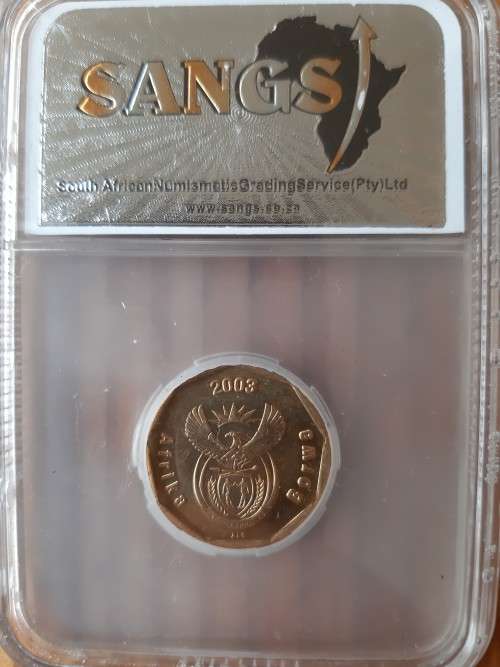 SANGS
South AfricanNumismaticGradingService(Pty)Ltd
www.sangs.co.za
2003
Afrika
Borwa